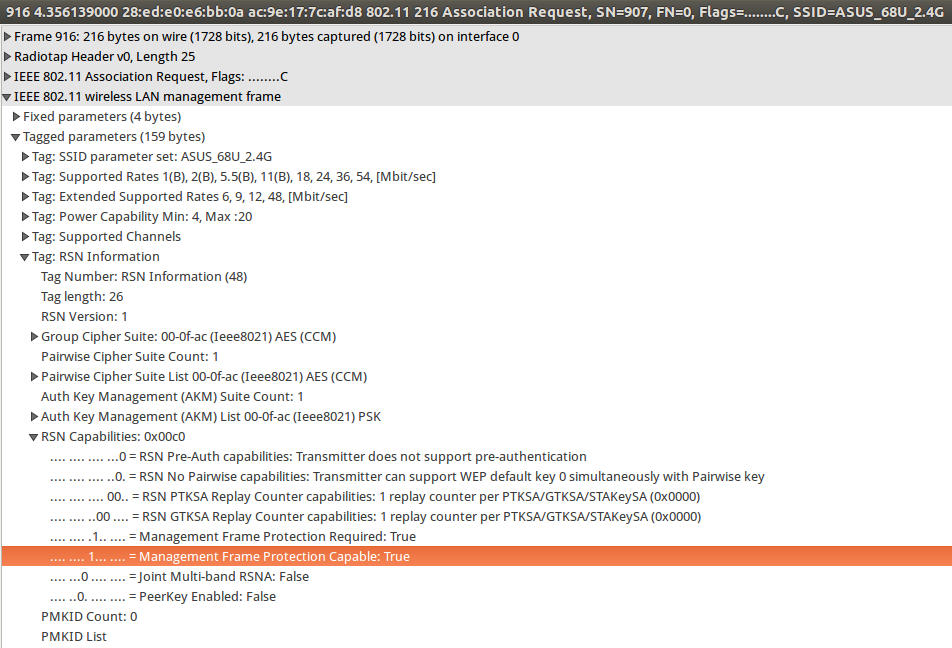 916 4.356139000 28:ed:e0:e6:bb:0a ac:9e:17:7c:af:d8 802.11 216 Association Request, SN=907, FN=0, Flags=........C, SSID=ASUS_68U_2.4G
Frame 916: 216 bytes on wire (1728 bits), 216 bytes captured (1728 bits) on interface 0
Radiotap Header v0, Length 25
IEEE 802.11 Association Request, Flags: ........C
IEEE 802.11 wireless LAN management frame
Fixed parameters (4 bytes)
Tagged parameters (159 bytes)
Tag: SSID parameter set: ASUS_68U_2.4G
Tag: Supported Rates 1(B), 2(B), 5.5(B), 11(B), 18, 24, 36, 54, [Mbit/sec]
Tag: Extended Supported Rates 6, 9, 12, 48, [Mbit/sec]
Tag: Power Capability Min: 4, Max :20
Tag: Supported Channels
Tag: RSN Information
Tag Number: RSN Information (48)
Tag length: 26
RSN Version: 1
Group Cipher Suite: 00-0f-ac (Ieee8021) AES (CCM)
Pairwise Cipher Suite Count: 1
Pairwise Cipher Suite List 00-0f-ac (Ieee8021) AES (CCM)
Auth Key Management (AKM) Suite Count: 1
Auth Key Management (AKM) List 00-0f-ac (Ieee8021) PSK
RSN Capabilities: 0x00c0
.... .... .... ...0 = RSN Pre-Auth capabilities: Transmitter does not support pre-authentication
.... .... .... ..0. = RSN No Pairwise capabilities: Transmitter can support WEP default key 0 simultaneously with Pairwise key
.... .... .... 00.. = RSN PTKSA Replay Counter capabilities: 1 replay counter per PTKSA/GTKSA/STAKeySA (0x0000)
.... .... ..00 .... = RSN GTKSA Replay Counter capabilities: 1 replay counter per PTKSA/GTKSA/STAKeySA (0x0000)
.... .... .1.. .... = Management Frame Protection Required: True
.... .... 1... .... = Management Frame Protection Capable: True
.... ...0 .... .... = Joint Multi-band RSNA: False
.... ..0. .... .... = PeerKey Enabled: False
PMKID Count: 0
PMKID List